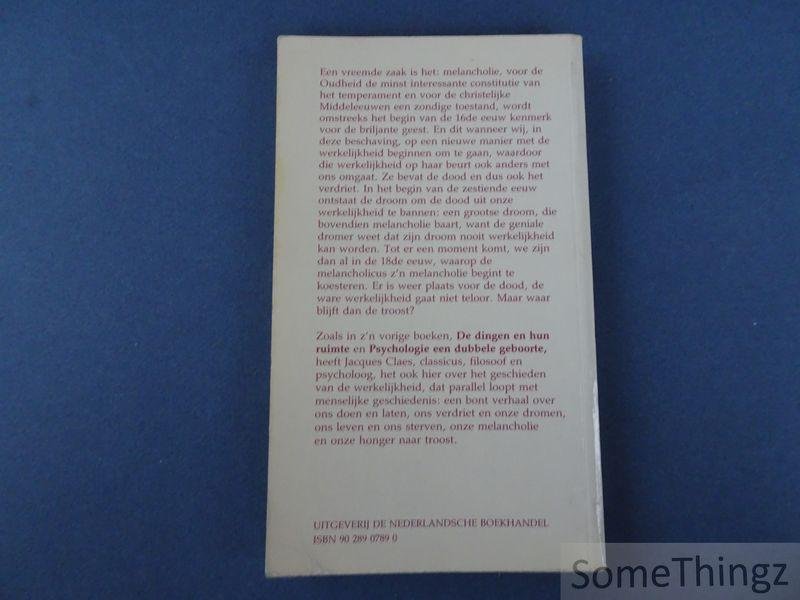 Een vreemde zaak is het: melancholie, voor de
Oudheid de minst interessante constitutie van
het temperament en voor de christelijke
Middeleeuwen een zondige toestand, wordt
omstreeks het begin van de 16de eeuw kenmerk
voor de briljante geest. En dit wanneer wij, in
deze beschaving, op een nieuwe manier met de
werkelijkheid beginnen om te gaan, waardoor
die werkelijkheid op haar beurt ook anders met
ons omgaat. Ze bevat de dood en dus ook het
verdriet. In het begin van de zestiende eeuw
ontstaat de droom om de dood uit onze
werkelijkheid te bannen: een grootse droom, die
bovendien melancholie baart, want de geniale
dromer weet dat zijn droom nooit werkelijkheid
kan worden. Tot er een moment komt, we zijn
dan al in de 18de eeuw, waarop de
melancholicus z'n melancholie begint te
koesteren. Er is weer plaats voor de dood, de
ware werkelijkheid gaat niet teloor. Maar waar
blijft dan de troost?
Zoals in z'n vorige boeken, De dingen en hun
ruimte en Psychologie een dubbele geboorte,
heeft Jacques Claes, classicus, filosoof en
psycholoog, het ook hier over het geschieden
van de werkelijkheid, dat parallel loopt met
menselijke geschiedenis: een bont verhaal over
ons doen en laten, ons verdriet en onze dromen,
ons leven en ons sterven, onze melancholie
en onze honger naar troost.
UITGEVERIJ DE NEDERLANDSCHE BOEKHANDEL
ISBN 90 289 0789 0
SomeThingz